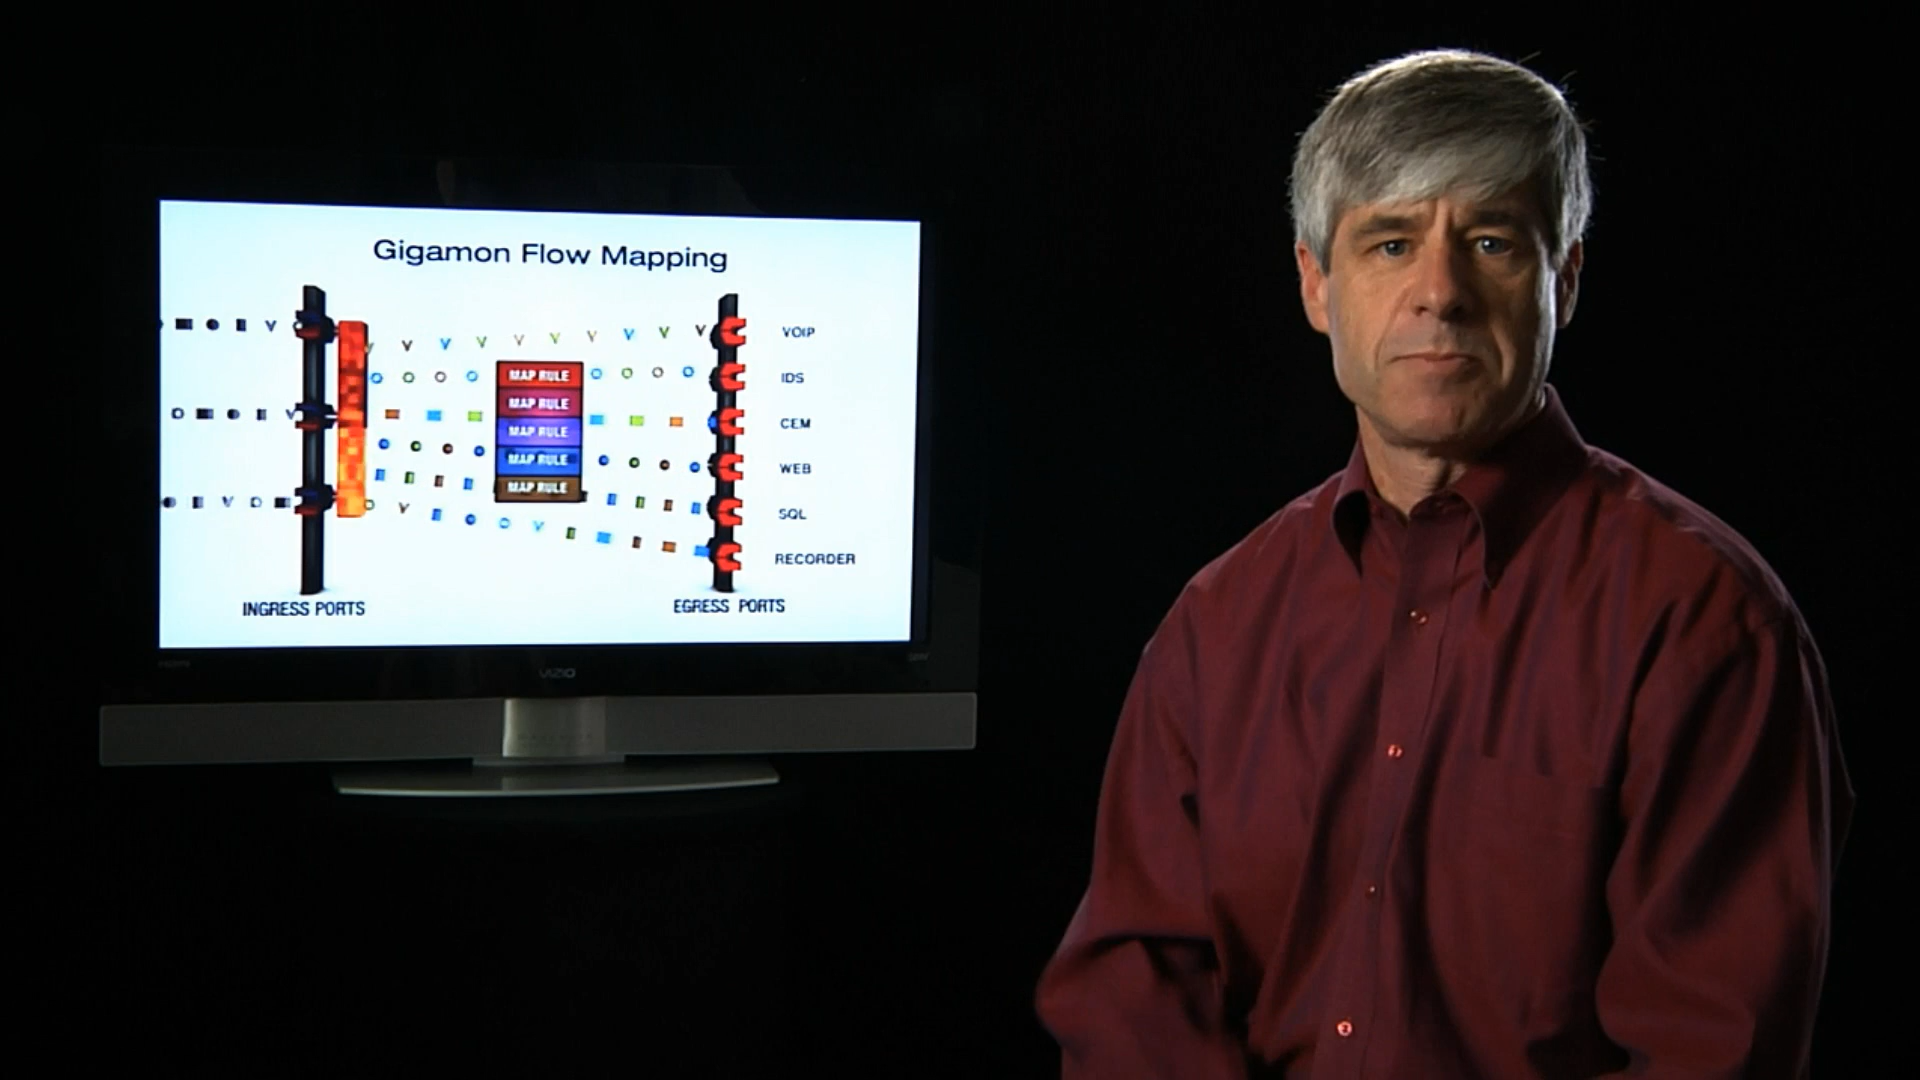 Gigamon Flow Mapping
VOIP
IDS
CEM
WEB
SQL
RECORDER
MAP RULE
MAP RULE
MAP RULE
MAP RULE
MAP RULE
INGRESS PORTS
EGRESS PORTS
VIZIO